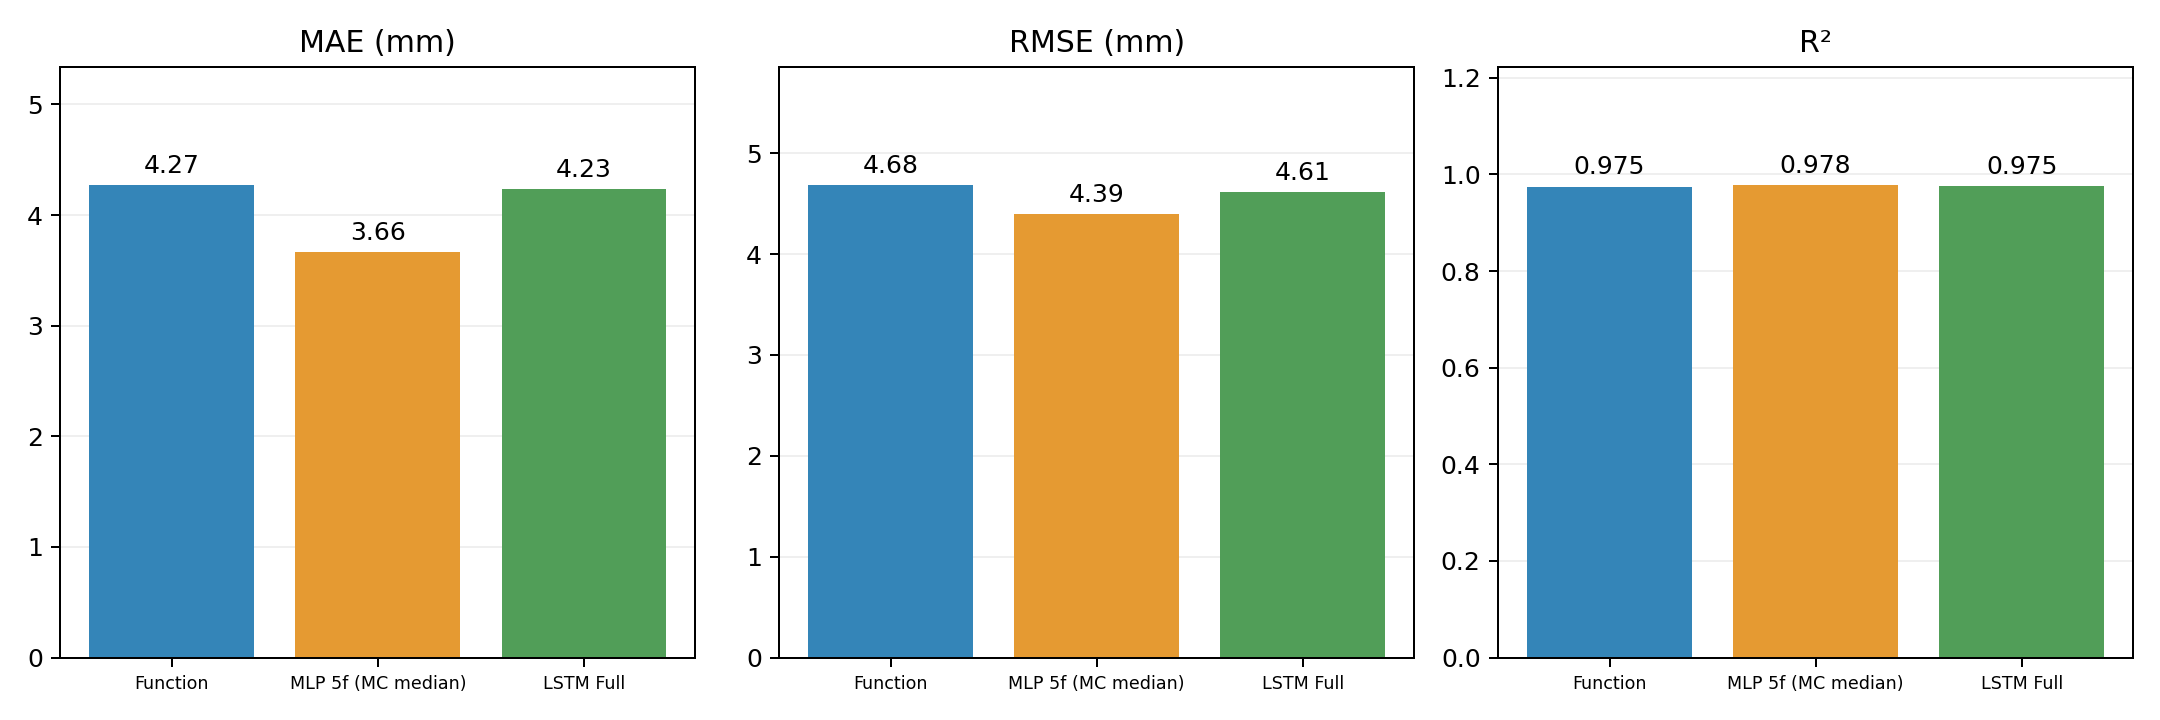 MAE (mm)
5
4
3
2
1
0
4.27
3.66
4.23
Function
MLP 5f (MC median)
LSTM Full
RMSE (mm)
5
4
3
2
1
0
4.68
4.39
4.61
Function
MLP 5f (MC median)
LSTM Full
R²
1.2
1.0
0.8
0.6
0.4
0.2
0.0
0.975
0.978
0.975
Function
MLP 5f (MC median)
LSTM Full